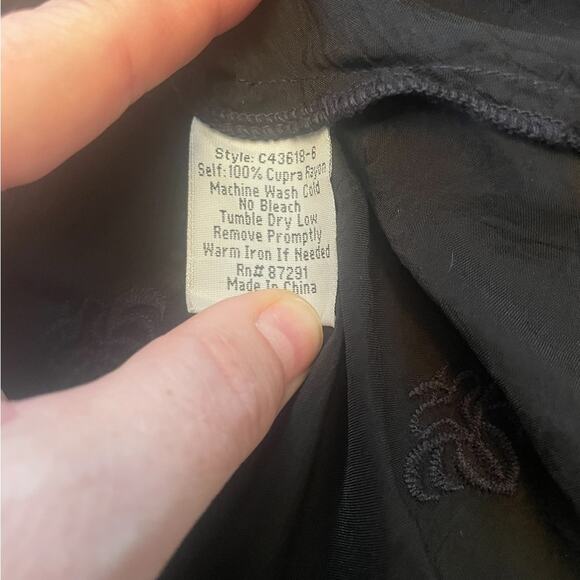 Style: C43618-6
Self:100% Cupra Rayon
Machine Wash Cold
No Bleach
Tumble Dry Low
Remove Promptly
Warm Iron If Needed
Rn# 87291
Made In China